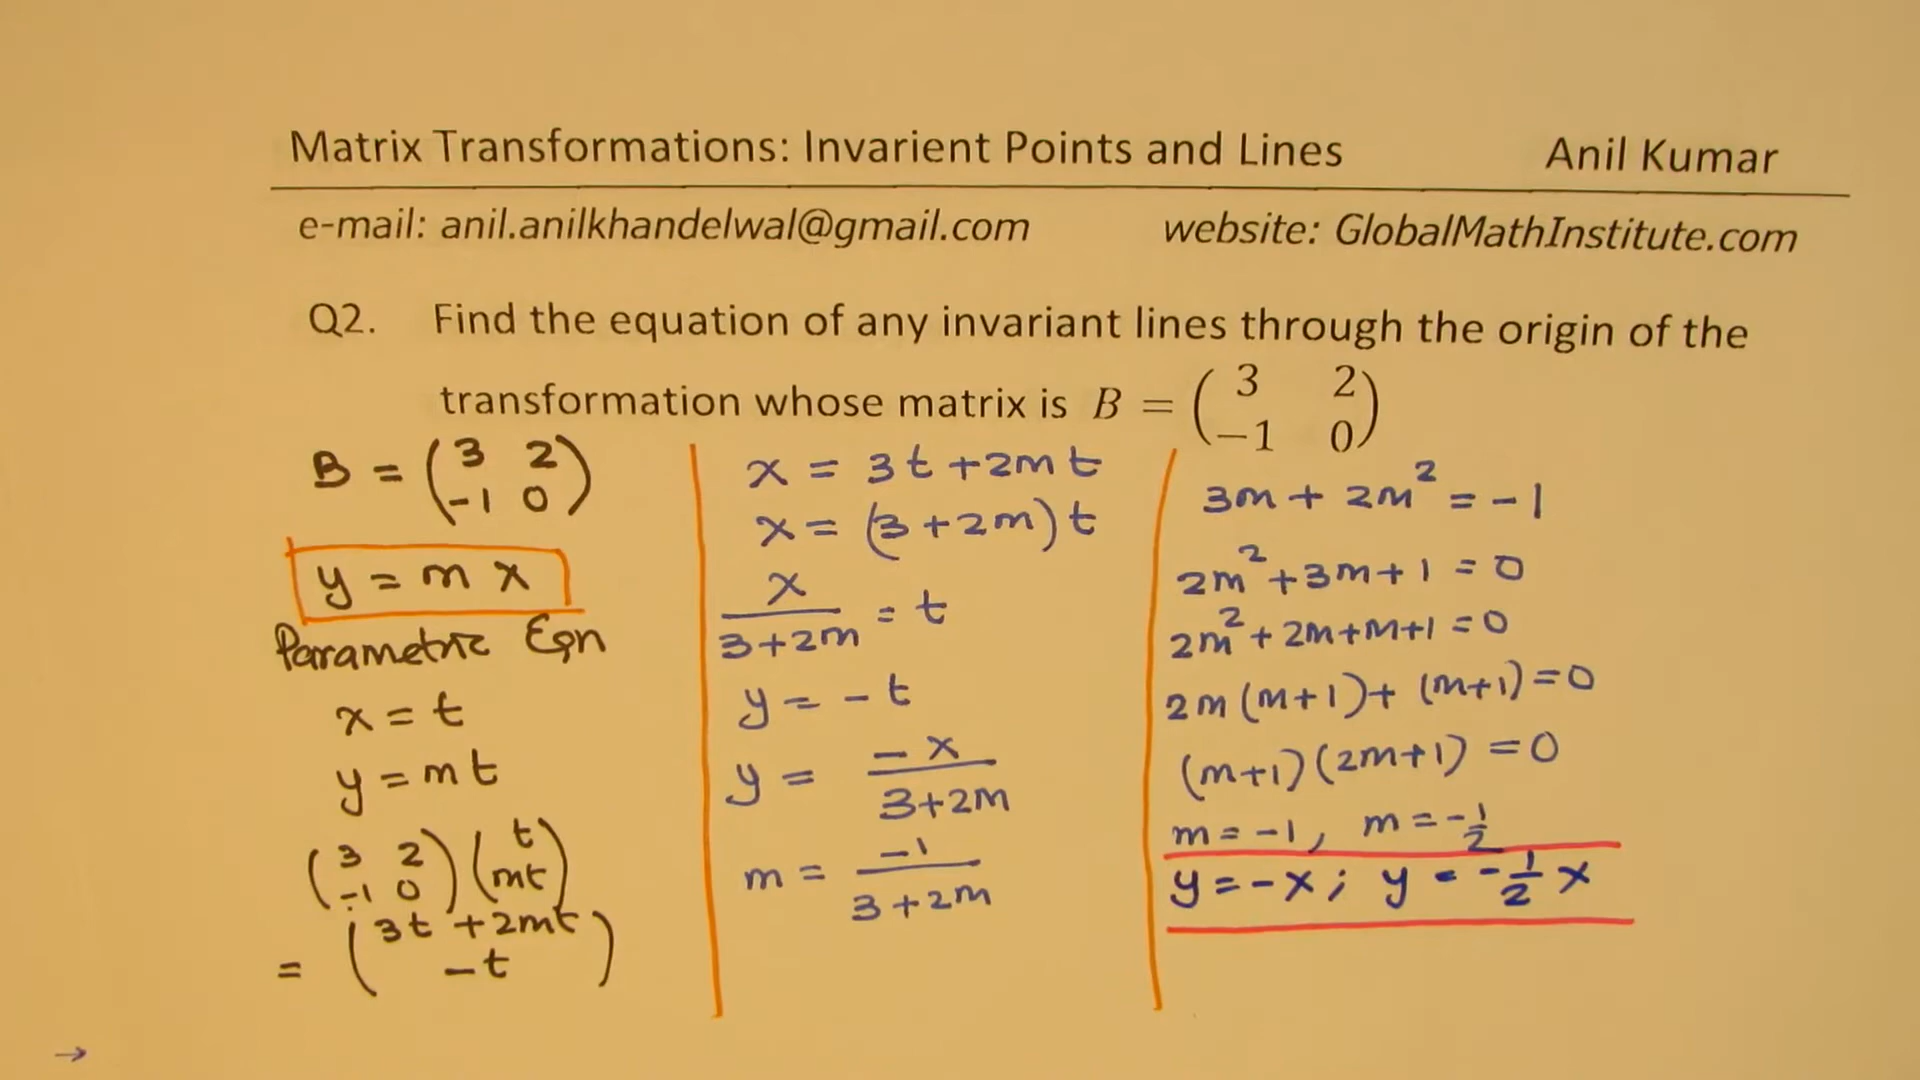 Matrix Transformations: Invarient Points and Lines Anil Kumar
e-mail: anil.anilkhandelwal@gmail.com website: GlobalMathInstitute.com
Q2. Find the equation of any invariant lines through the origin of the
transformation whose matrix is B = (3 2
-1 0)
B = (3 2
-1 0)
y = m x
Parametric Eqn
x = t
y = mt
(3 2
-1 0) (t
mt)
= (3t + 2mt
-t)
x = 3t + 2mt
x = (3 + 2m) t
x/(3+2m) = t
y = - t
y = -x/(3+2m)
m = -1/(3+2m)
3m + 2m² = -1
2m² + 3m + 1 = 0
2m² + 2m + m + 1 = 0
2m (m+1) + (m+1) = 0
(m+1) (2m+1) = 0
m = -1, m = -1/2
y = -x ; y = -1/2 x
→